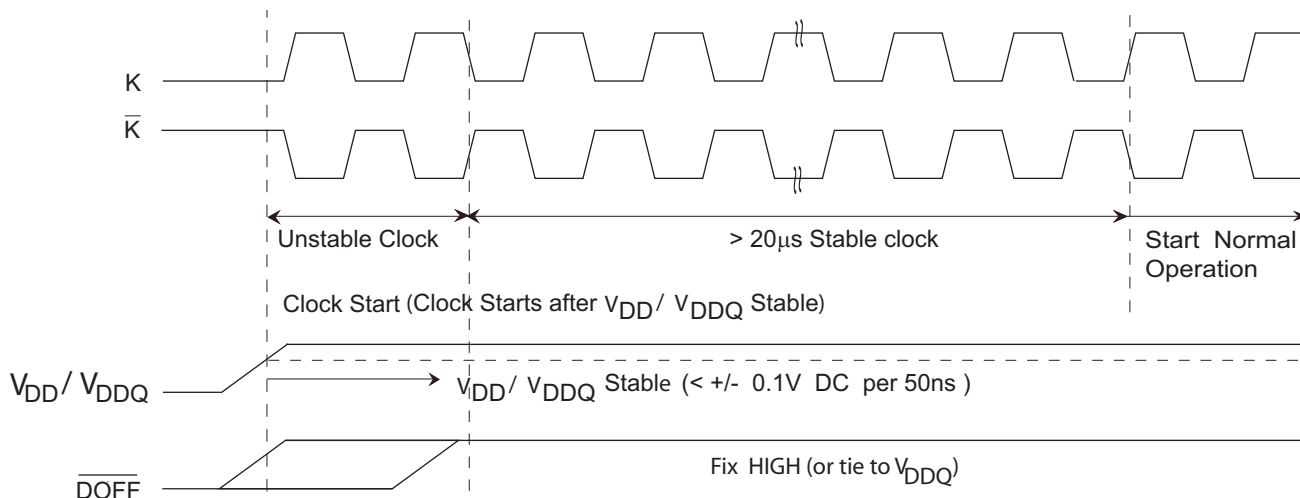 K
K̅
Unstable Clock
> 20μs Stable clock
Start Normal
Operation
Clock Start (Clock Starts after VDD / VDDQ Stable)
VDD / VDDQ
VDD / VDDQ Stable (< +/- 0.1V DC per 50ns )
Fix HIGH (or tie to VDDQ)
DOFF